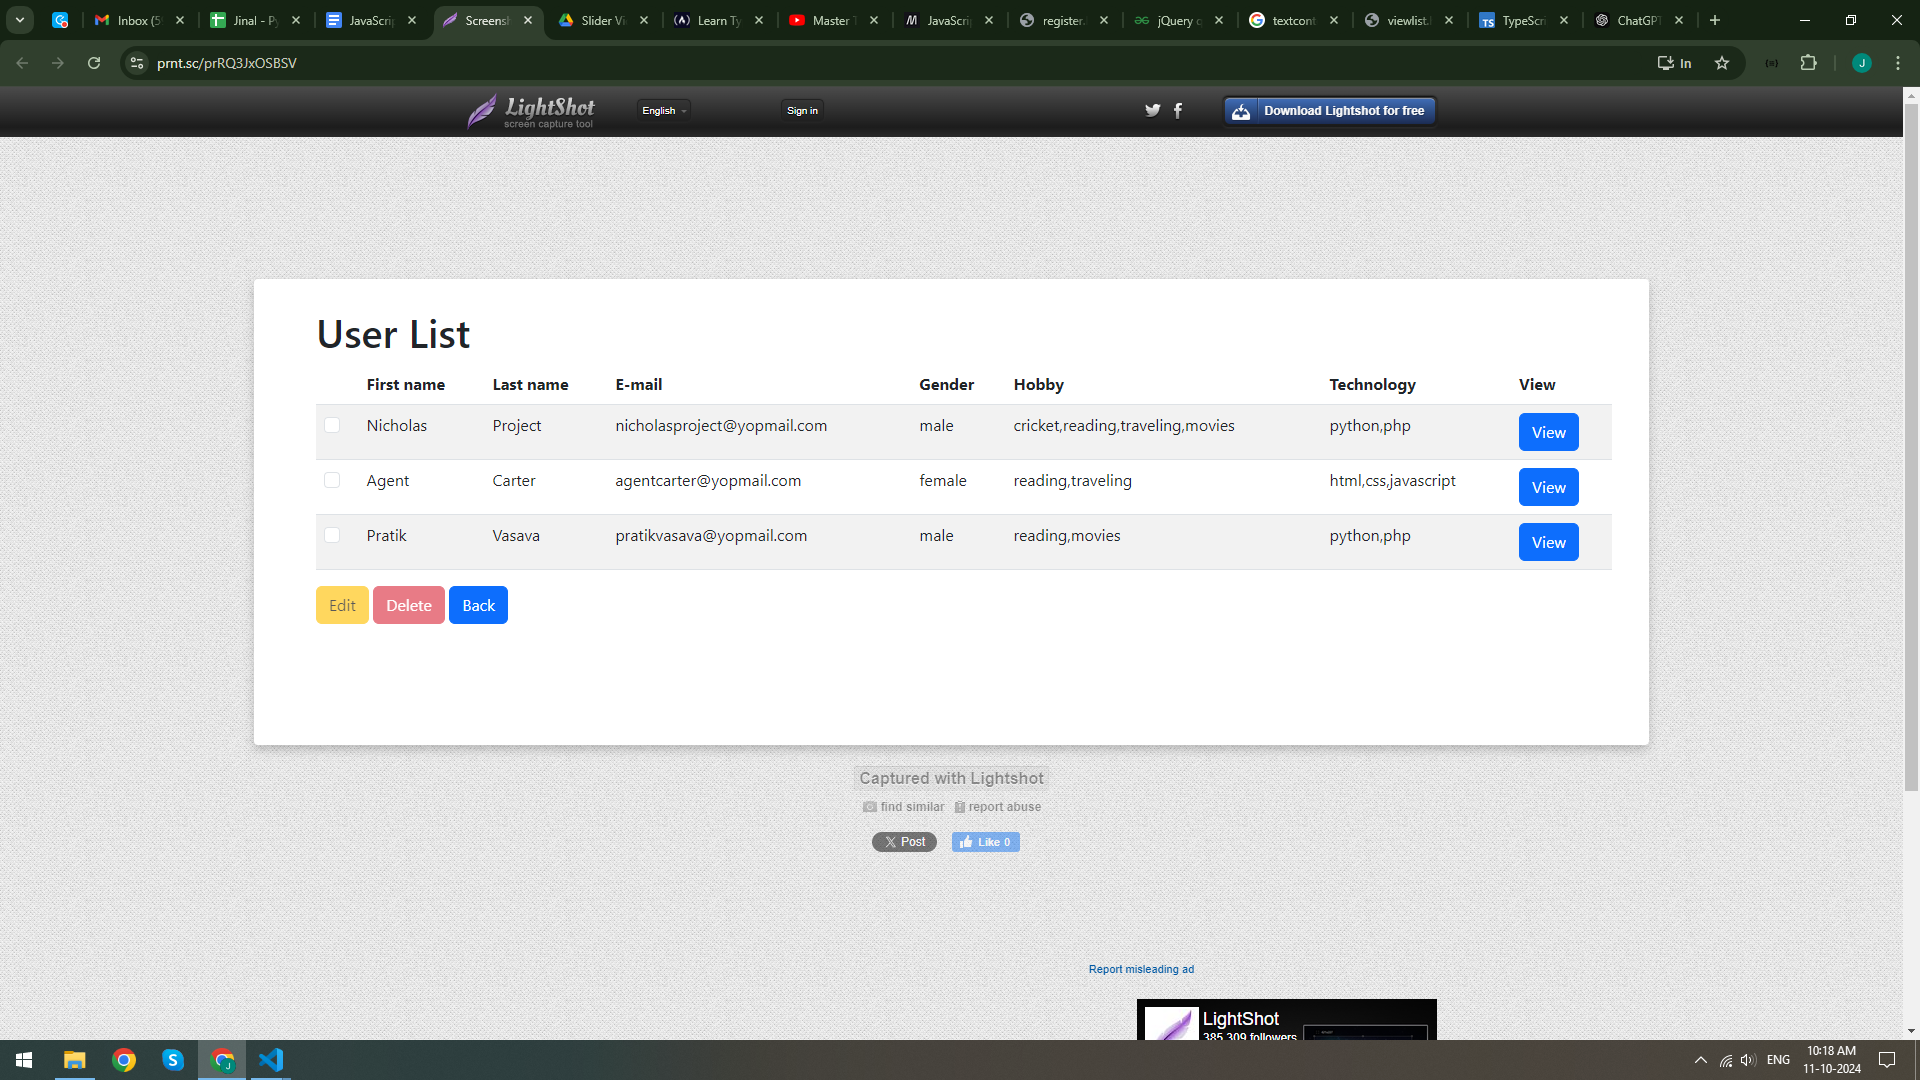 Inbox (5
Jinal - Py
JavaScrip
Screensh
Slider Vi
Learn Ty
Master T
JavaScrip
register.
jQuery c
textcont
viewlist.
TypeScri
ChatGPT
prnt.sc/prRQ3JxOSBSV
In
J
LightShot
screen capture tool
English
Sign in
Download Lightshot for free
User List
First name Last name E-mail Gender Hobby Technology View
Nicholas Project nicholasproject@yopmail.com male cricket,reading,traveling,movies python,php View
Agent Carter agentcarter@yopmail.com female reading,traveling html,css,javascript View
Pratik Vasava pratikvasava@yopmail.com male reading,movies python,php View
Edit Delete Back
Captured with Lightshot
find similar report abuse
Post Like 0
Report misleading ad
LightShot
385,309 followers
ENG
10:18 AM
11-10-2024